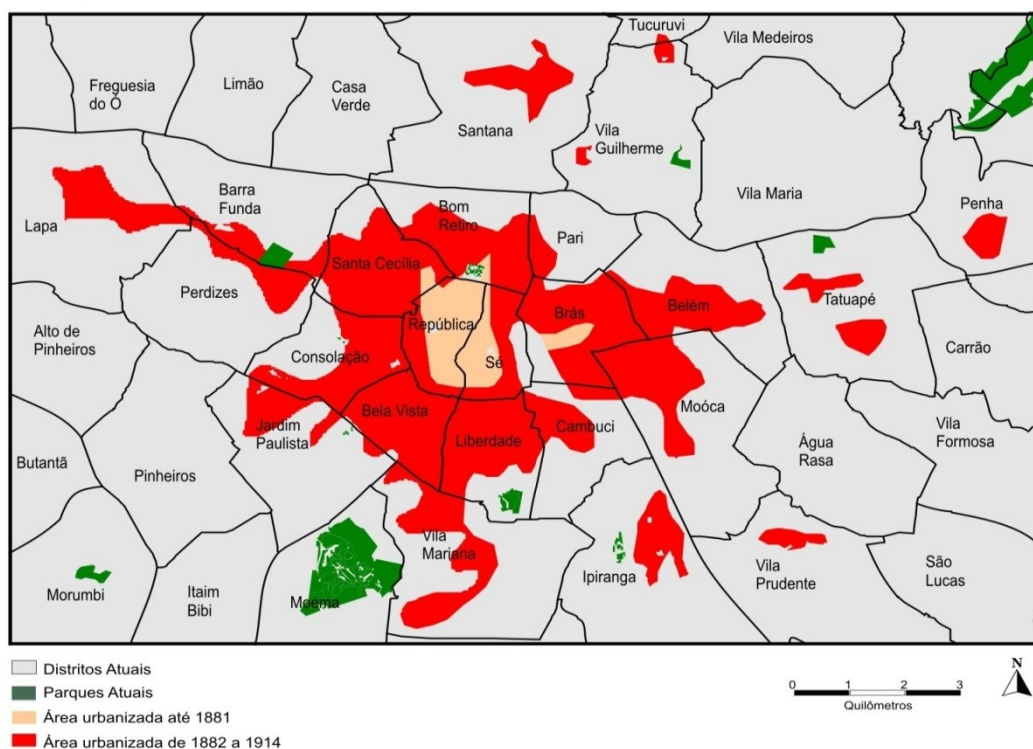 Tucuruvi
Vila Medeiros
Freguesia
do Ó
Limão
Casa
Verde
Santana
Vila
Guilherme
Vila Maria
Barra
Funda
Bom
Retiro
Lapa
Pari
Penha
Santa Cecília
Perdizes
República
Brás
Belém
Tatuapé
Alto de
Pinheiros
Consolação
Sé
Carrão
Jardim
Paulista
Bela Vista
Liberdade
Cambuci
Moóca
Água
Rasa
Vila
Formosa
Butantã
Pinheiros
Vila
Mariana
Ipiranga
Vila
Prudente
São
Lucas
Morumbi
Itaim
Bibi
Moema
Distritos Atuais
Parques Atuais
Área urbanizada até 1881
Área urbanizada de 1882 a 1914
0 1 2 3
Quilômetros
N